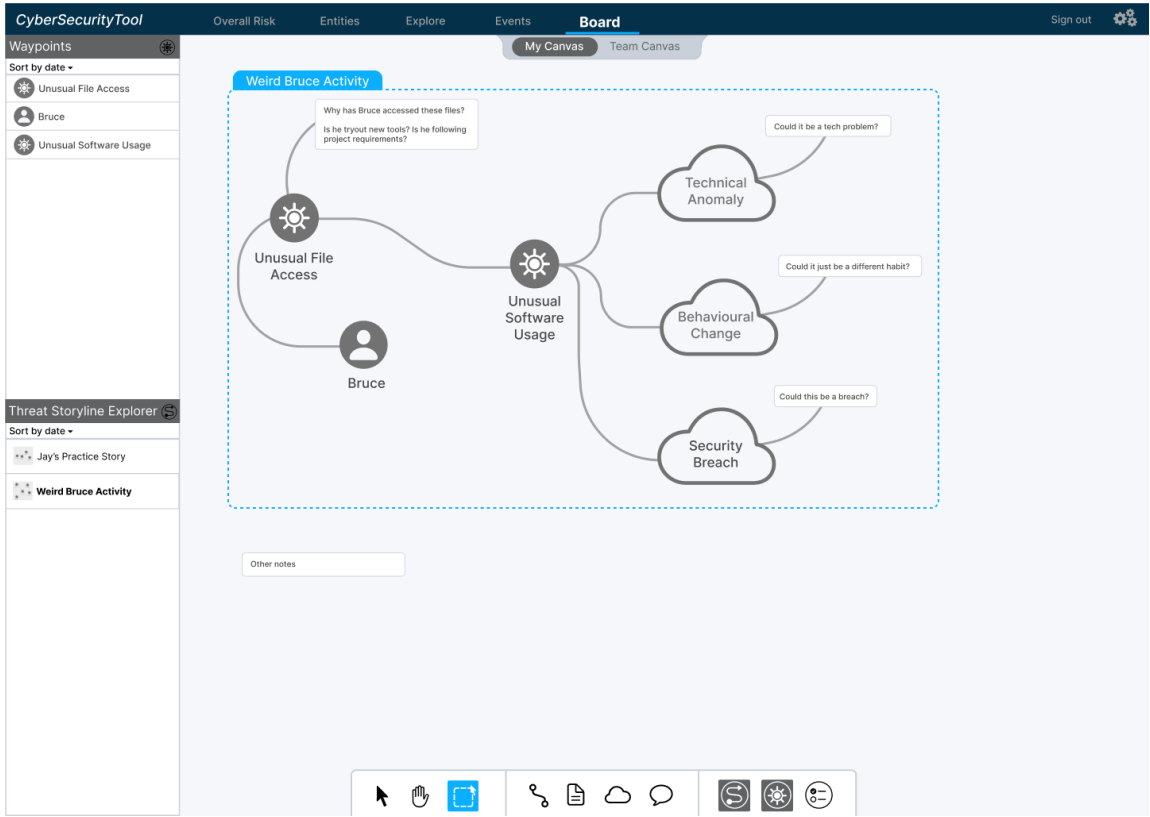 CyberSecurityTool
Overall Risk
Entities
Explore
Events
Board
Sign out
My Canvas
Team Canvas
Waypoints
Sort by date
Unusual File Access
Bruce
Unusual Software Usage
Threat Storyline Explorer
Sort by date
Jay's Practice Story
Weird Bruce Activity
Weird Bruce Activity
Why has Bruce accessed these files?
Is he tryout new tools? Is he following
project requirements?
Unusual File
Access
Bruce
Unusual
Software
Usage
Could it be a tech problem?
Technical
Anomaly
Could it just be a different habit?
Behavioural
Change
Could this be a breach?
Security
Breach
Other notes